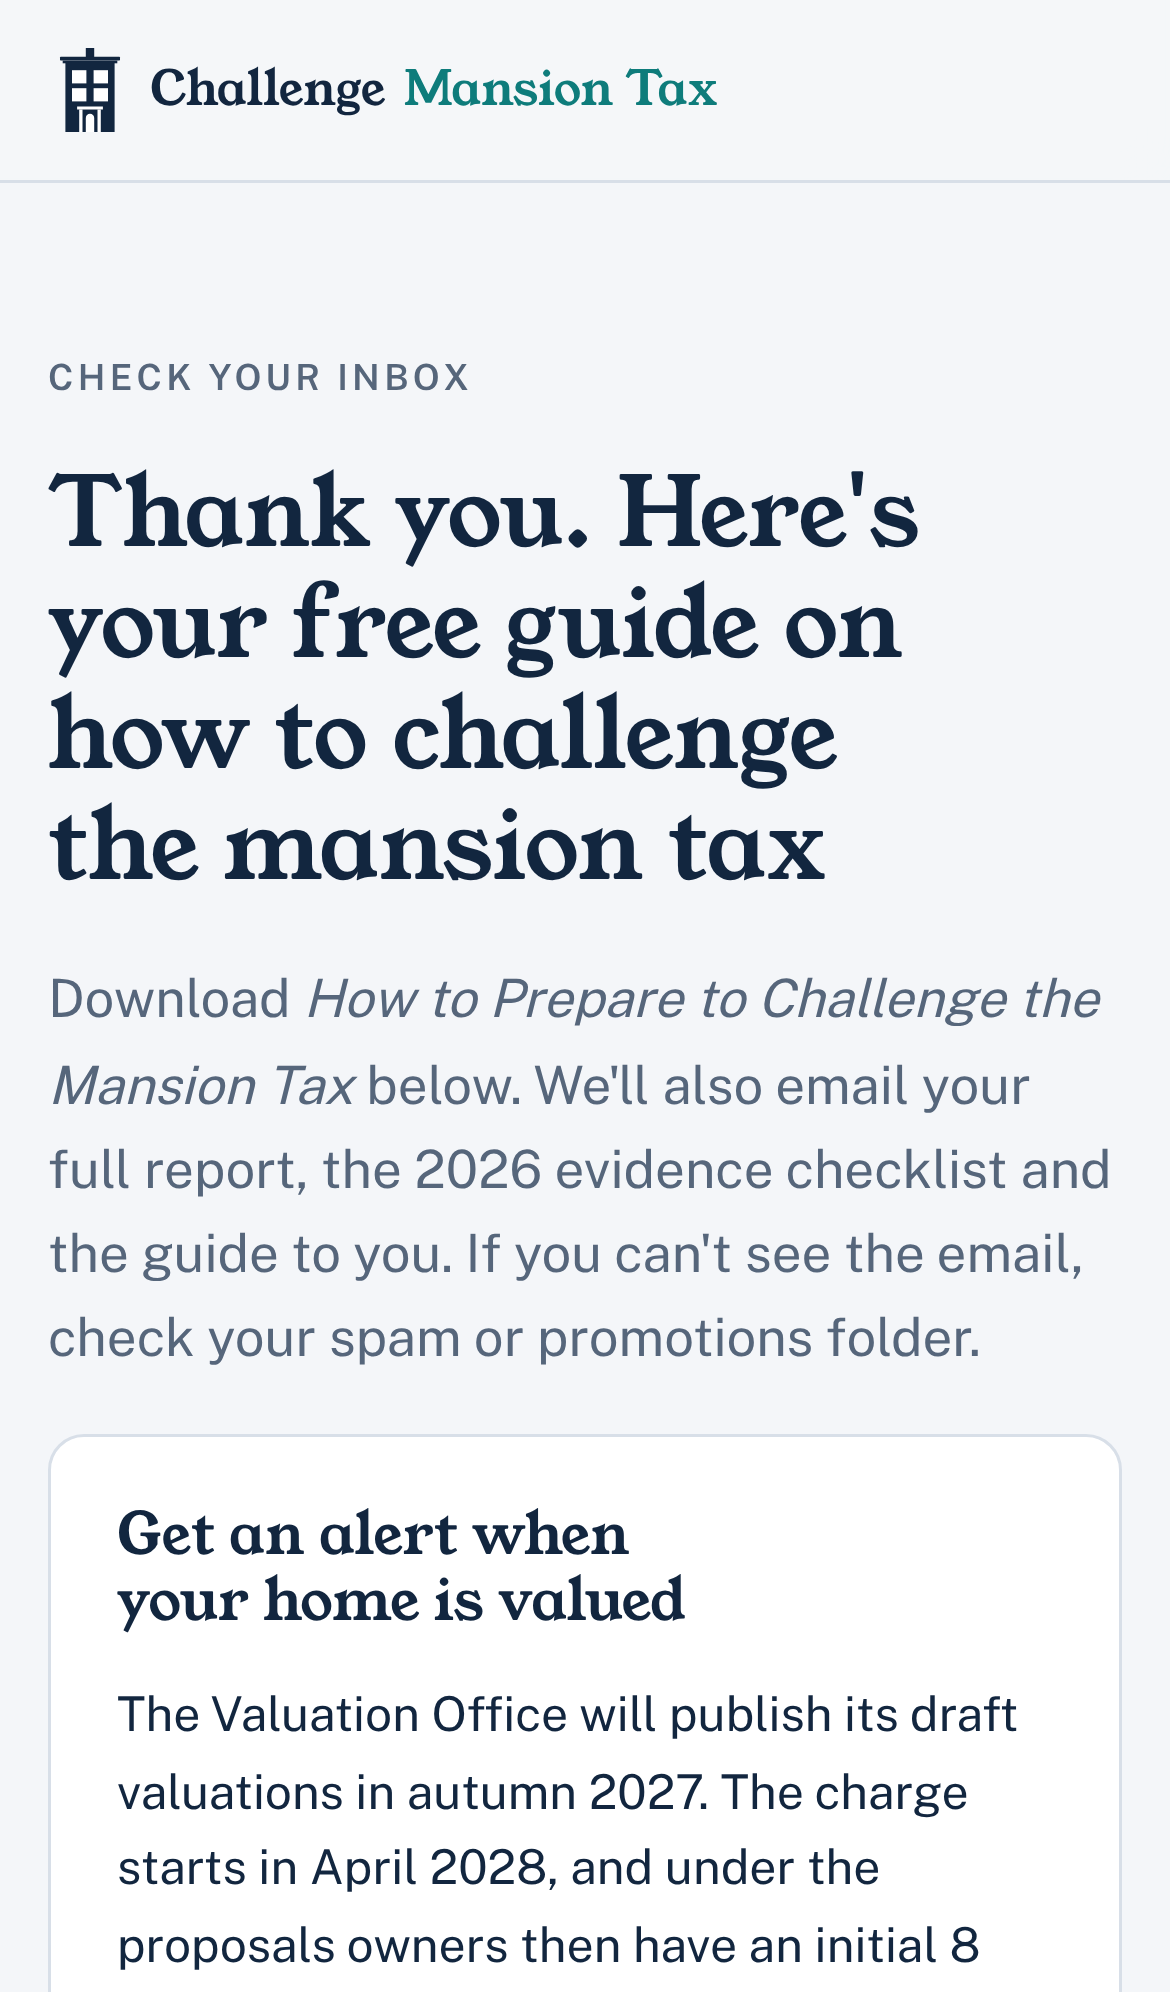 Challenge Mansion Tax
CHECK YOUR INBOX
Thank you. Here's
your free guide on
how to challenge
the mansion tax
Download How to Prepare to Challenge the
Mansion Tax below. We'll also email your
full report, the 2026 evidence checklist and
the guide to you. If you can't see the email,
check your spam or promotions folder.
Get an alert when
your home is valued
The Valuation Office will publish its draft
valuations in autumn 2027. The charge
starts in April 2028, and under the
proposals owners then have an initial 8